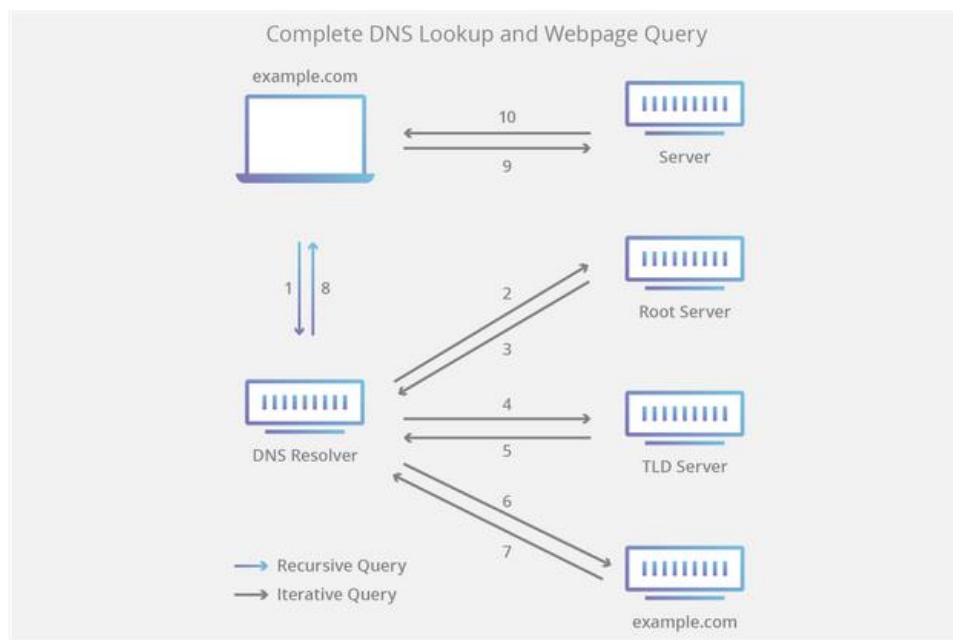 Complete DNS Lookup and Webpage Query
example.com
10
9
Server
1
8
2
3
Root Server
4
5
DNS Resolver
TLD Server
6
7
Recursive Query
Iterative Query
example.com